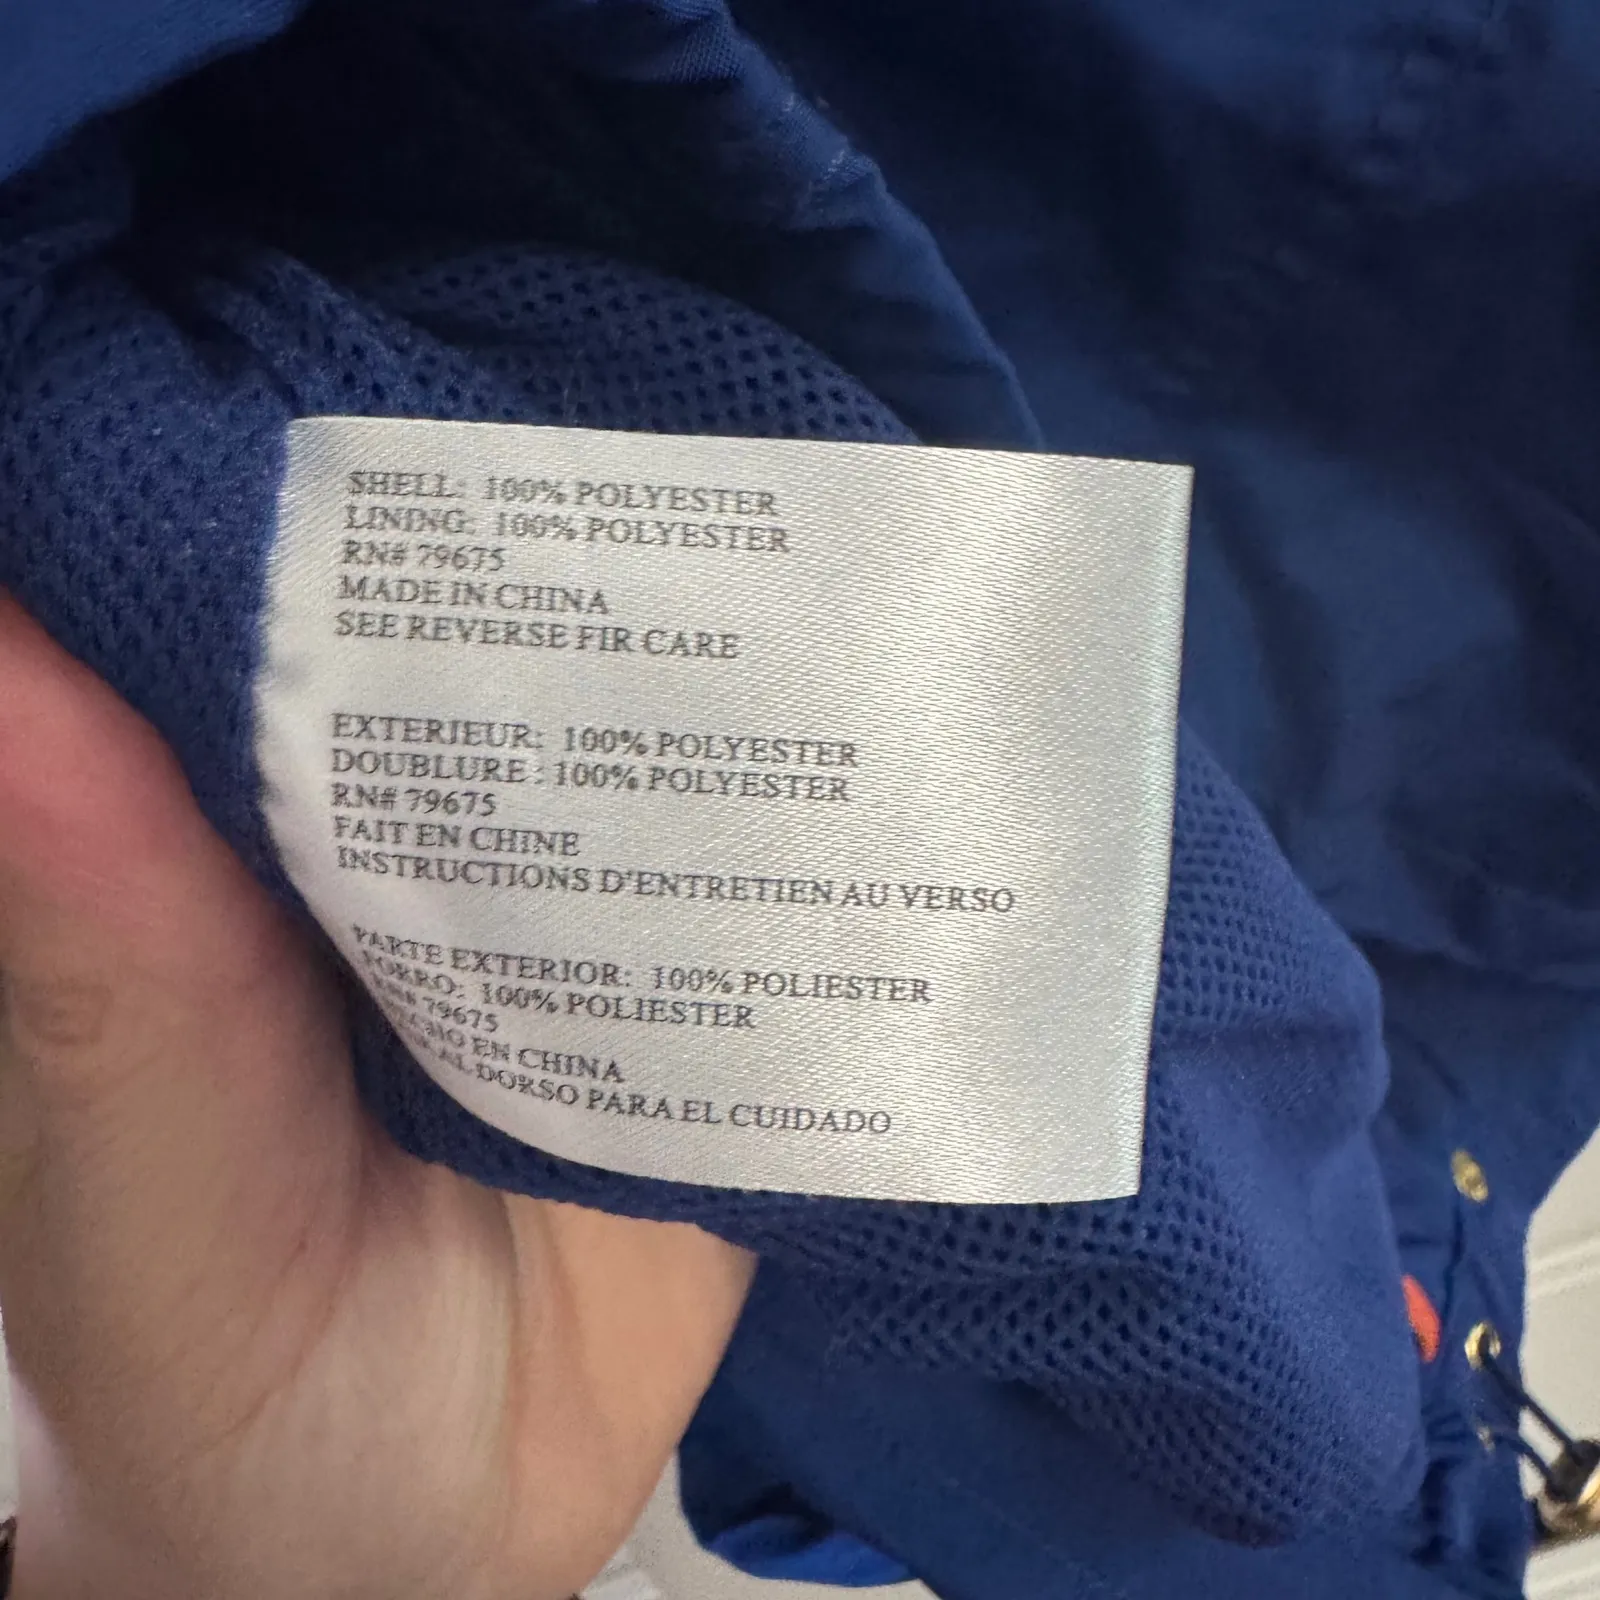 SHELL: 100% POLYESTER
LINING: 100% POLYESTER
RN# 79675
MADE IN CHINA
SEE REVERSE FIR CARE
EXTERIEUR: 100% POLYESTER
DOUBLURE : 100% POLYESTER
RN# 79675
FAIT EN CHINE
INSTRUCTIONS D'ENTRETIEN AU VERSO
PARTE EXTERIOR: 100% POLIESTER
FORRO: 100% POLIESTER
RN# 79675
EN CHINA
AL DORSO PARA EL CUIDADO